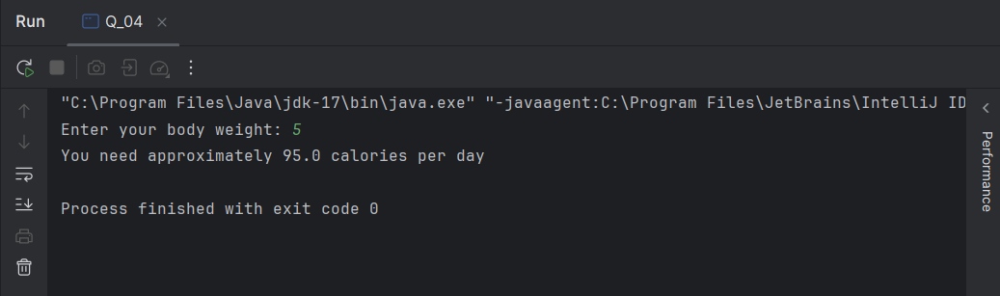 Run Q_04
"C:\Program Files\Java\jdk-17\bin\java.exe" "-javaagent:C:\Program Files\JetBrains\IntelliJ ID
Enter your body weight: 5
You need approximately 95.0 calories per day
Process finished with exit code 0
Performance